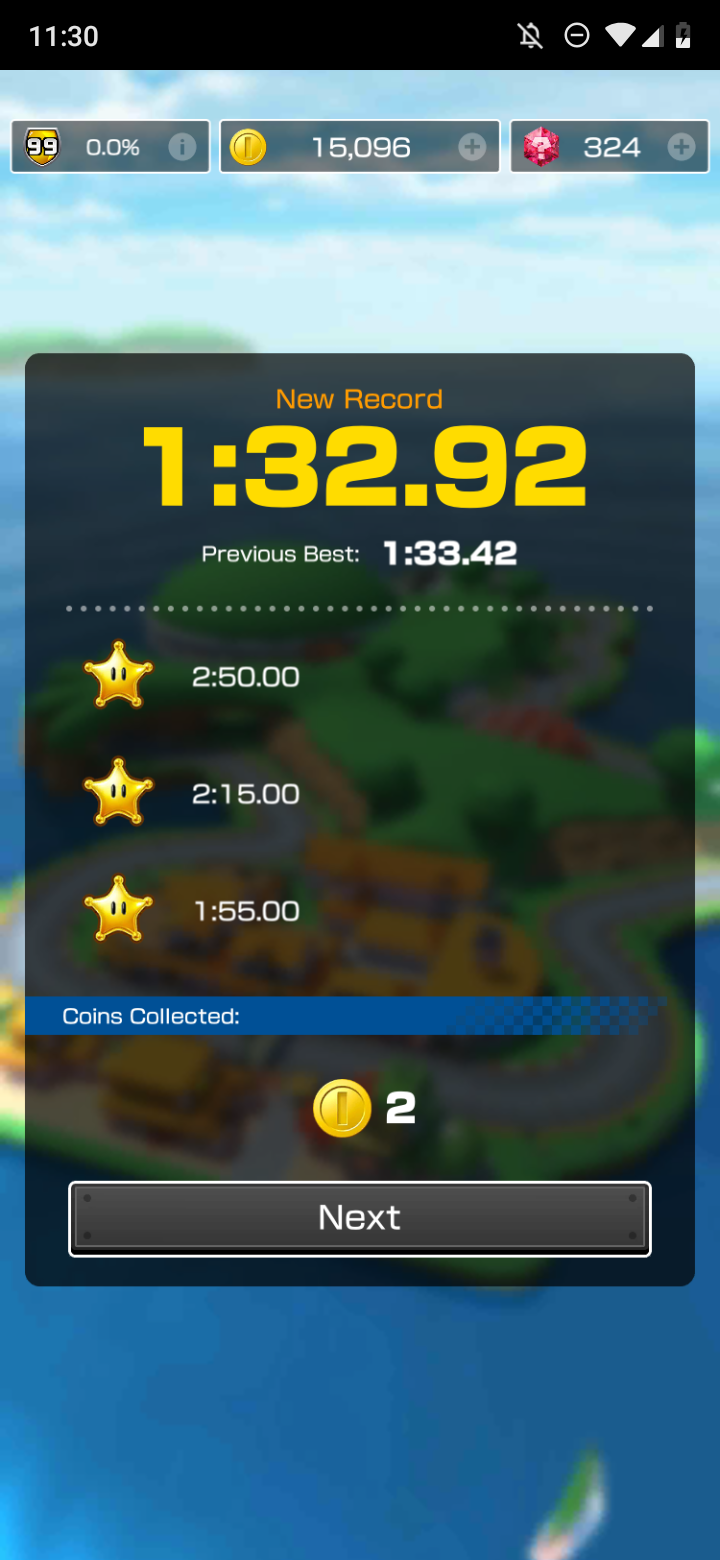 11:30
99 0.0% i 15,096 + ? 324 +
New Record
1:32.92
Previous Best: 1:33.42
2:50.00
2:15.00
1:55.00
Coins Collected:
2
Next